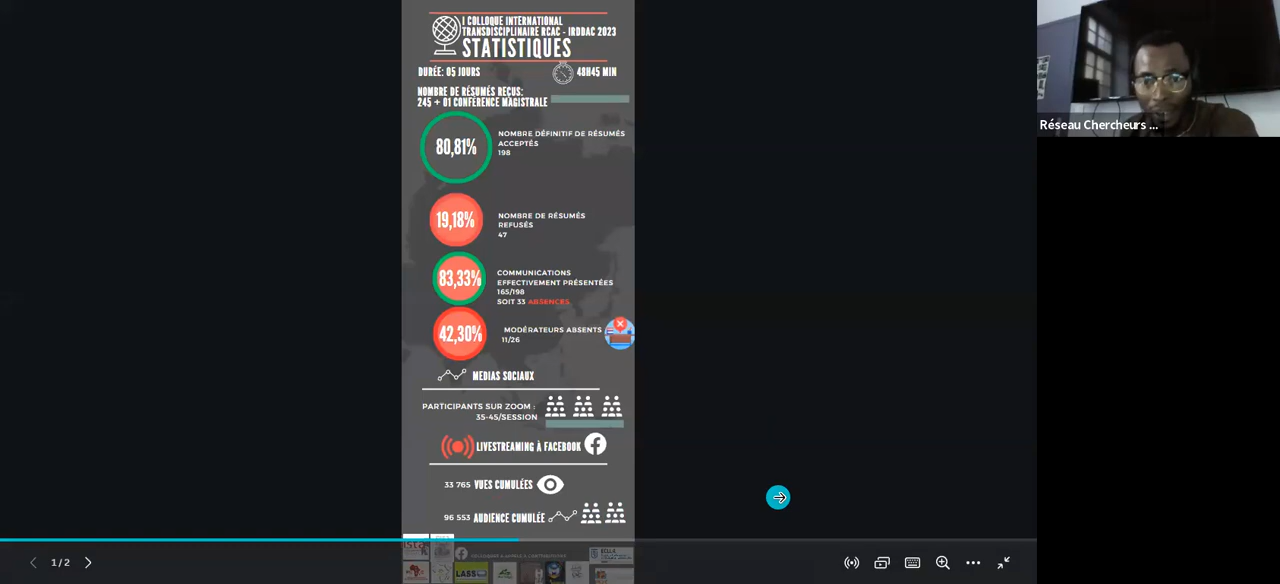 I COLLOQUE INTERNATIONAL
TRANSDISCIPLINAIRE RCAC - IRDDAC 2023
STATISTIQUES
DURÉE: 05 JOURS
48H45 MIN
NOMBRE DE RÉSUMÉS REÇUS:
245 + 01 CONFÉRENCE MAGISTRALE
80,81%
NOMBRE DÉFINITIF DE RÉSUMÉS
ACCEPTÉS
198
19,18%
NOMBRE DE RÉSUMÉS
REFUSÉS
47
83,33%
COMMUNICATIONS
EFFECTIVEMENT PRÉSENTÉES
165/198
SOIT 33 ABSENCES
42,30%
MODÉRATEURS ABSENTS
11/26
MEDIAS SOCIAUX
PARTICIPANTS SUR ZOOM :
35-45/SESSION
LIVESTREAMING À FACEBOOK
33 765 VUES CUMULÉES
96 553 AUDIENCE CUMULÉE
LASS
1/2
Réseau Chercheurs ...